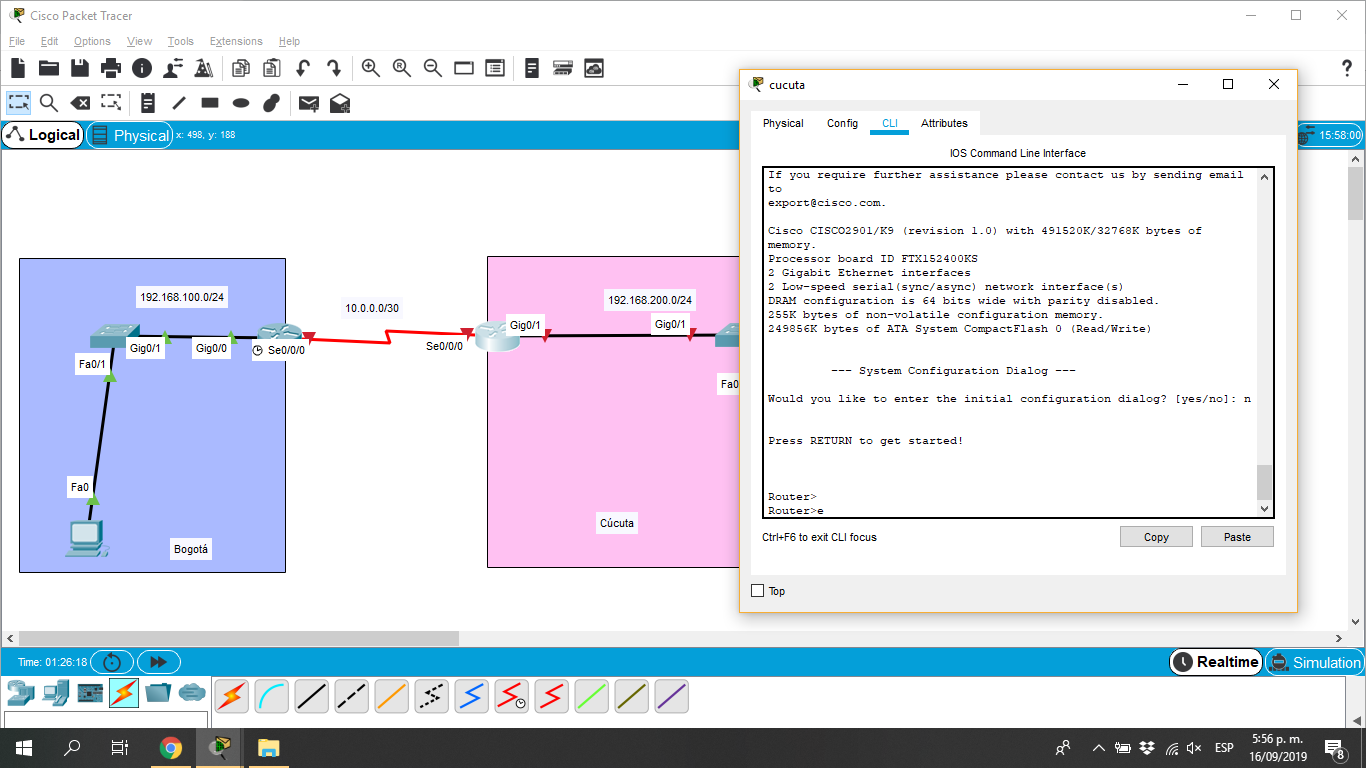 Cisco Packet Tracer
File Edit Options View Tools Extensions Help
?
Logical Physical x: 498, y: 188
15:58:00
192.168.100.0/24
Gig0/1
Gig0/0
Se0/0/0
Fa0/1
Fa0
Bogotá
10.0.0.0/30
Se0/0/0
Gig0/1
192.168.200.0/24
Gig0/1
Fa0
Cúcuta
cucuta
Physical Config CLI Attributes
IOS Command Line Interface
If you require further assistance please contact us by sending email
to
export@cisco.com.
Cisco CISCO2901/K9 (revision 1.0) with 491520K/32768K bytes of
memory.
Processor board ID FTX152400KS
2 Gigabit Ethernet interfaces
2 Low-speed serial(sync/async) network interface(s)
DRAM configuration is 64 bits wide with parity disabled.
255K bytes of non-volatile configuration memory.
249856K bytes of ATA System CompactFlash 0 (Read/Write)
--- System Configuration Dialog ---
Would you like to enter the initial configuration dialog? [yes/no]: n
Press RETURN to get started!
Router>
Router>e
Ctrl+F6 to exit CLI focus
Copy
Paste
Top
Time: 01:26:18
Realtime
Simulation
ESP
5:56 p. m.
16/09/2019
8